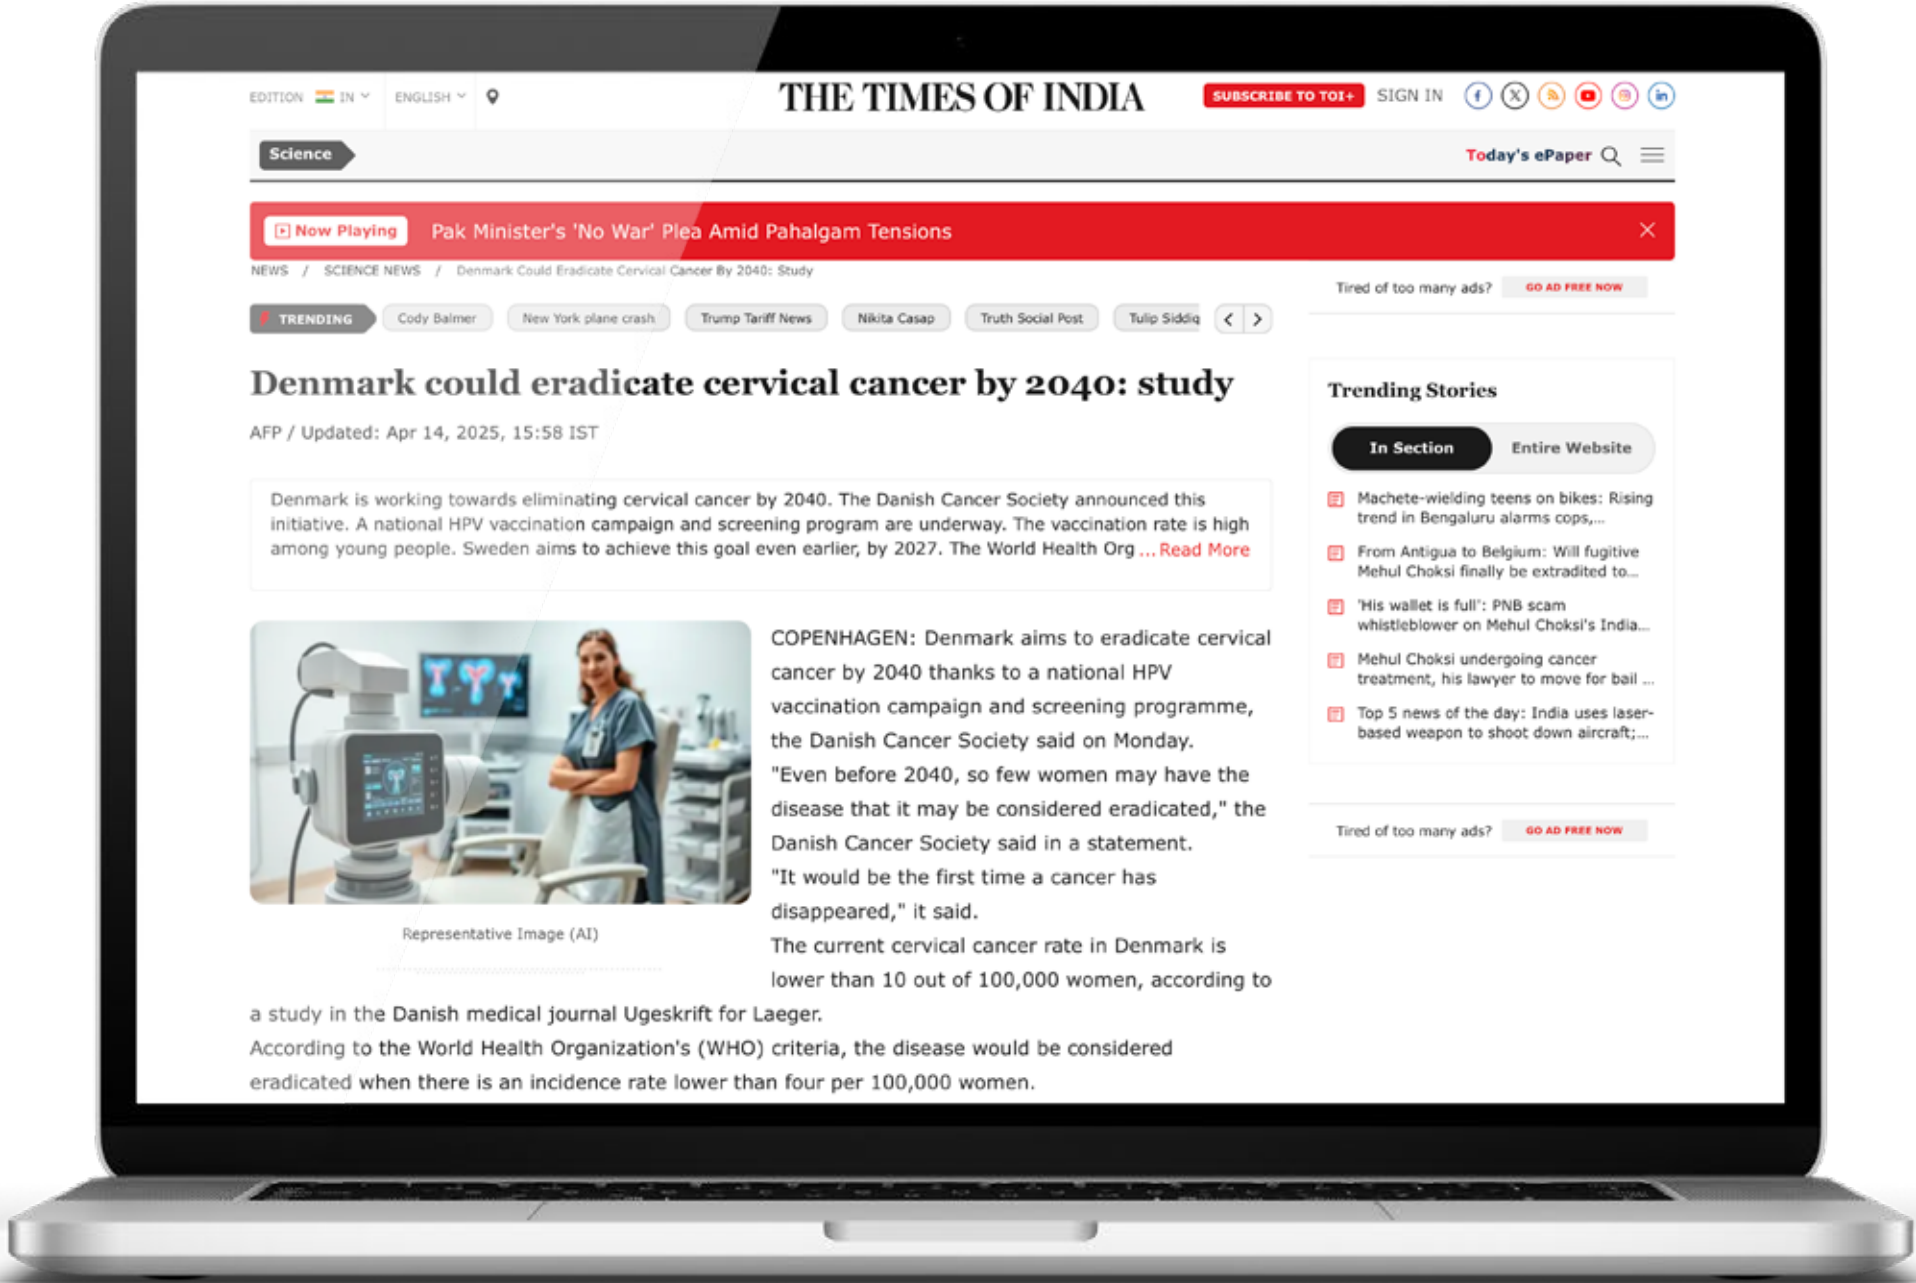 EDITION IN
ENGLISH
THE TIMES OF INDIA
SUBSCRIBE TO TOI+
SIGN IN
Science
Today's ePaper
Now Playing
Pak Minister's 'No War' Plea Amid Pahalgam Tensions
NEWS / SCIENCE NEWS / Denmark Could Eradicate Cervical Cancer By 2040: Study
TRENDING
Cody Balmer
New York plane crash
Trump Tariff News
Nikita Casap
Truth Social Post
Tulip Siddiq
Denmark could eradicate cervical cancer by 2040: study
AFP / Updated: Apr 14, 2025, 15:58 IST
Denmark is working towards eliminating cervical cancer by 2040. The Danish Cancer Society announced this
initiative. A national HPV vaccination campaign and screening program are underway. The vaccination rate is high
among young people. Sweden aims to achieve this goal even earlier, by 2027. The World Health Org ... Read More
COPENHAGEN: Denmark aims to eradicate cervical
cancer by 2040 thanks to a national HPV
vaccination campaign and screening programme,
the Danish Cancer Society said on Monday.
"Even before 2040, so few women may have the
disease that it may be considered eradicated," the
Danish Cancer Society said in a statement.
"It would be the first time a cancer has
disappeared," it said.
The current cervical cancer rate in Denmark is
lower than 10 out of 100,000 women, according to
a study in the Danish medical journal Ugeskrift for Laeger.
According to the World Health Organization's (WHO) criteria, the disease would be considered
eradicated when there is an incidence rate lower than four per 100,000 women.
Representative Image (AI)
Tired of too many ads?
GO AD FREE NOW
Trending Stories
In Section
Entire Website
Machete-wielding teens on bikes: Rising
trend in Bengaluru alarms cops,...
From Antigua to Belgium: Will fugitive
Mehul Choksi finally be extradited to...
'His wallet is full': PNB scam
whistleblower on Mehul Choksi's India...
Mehul Choksi undergoing cancer
treatment, his lawyer to move for bail ...
Top 5 news of the day: India uses laser-
based weapon to shoot down aircraft;...
Tired of too many ads?
GO AD FREE NOW